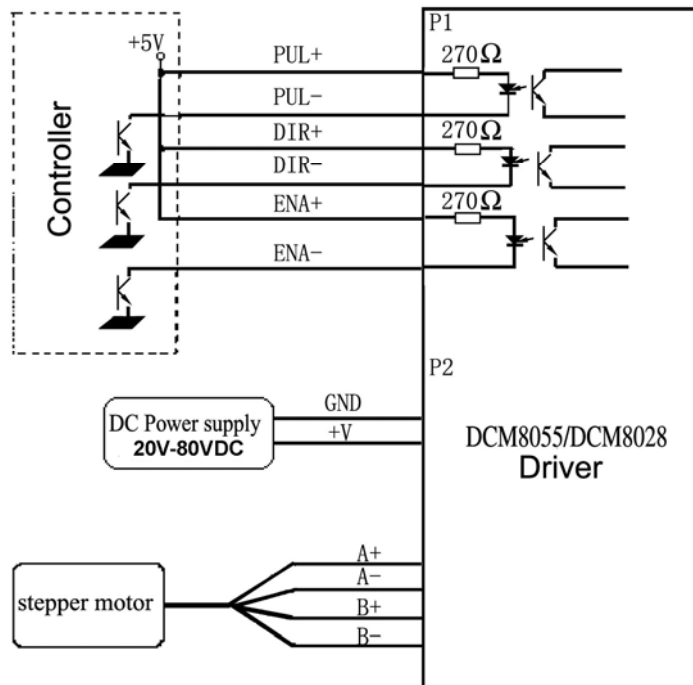 P1
+5V
PUL+
270Ω
PUL-
DIR+
270Ω
DIR-
ENA+
270Ω
ENA-
Controller
P2
GND
+V
DC Power supply
20V-80VDC
DCM8055/DCM8028
Driver
A+
A-
B+
B-
stepper motor